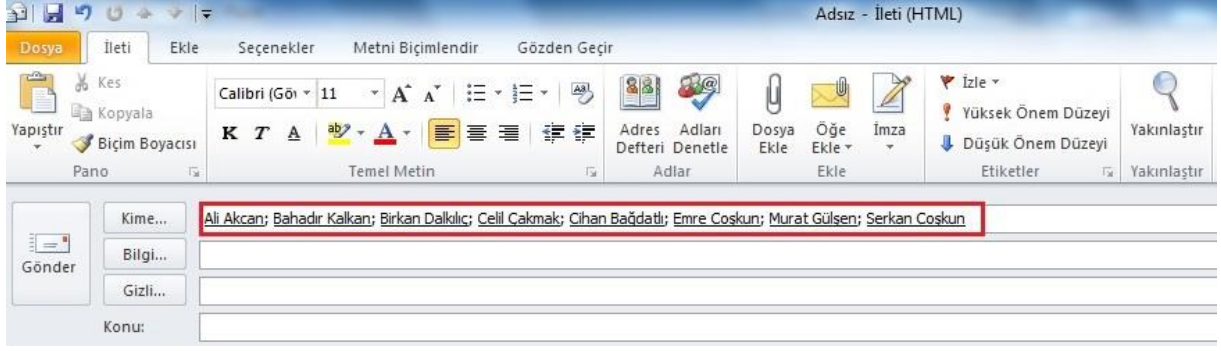 Adsız - İleti (HTML)
Dosya İleti Ekle Seçenekler Metni Biçimlendir Gözden Geçir
Yapıştır
Kes
Kopyala
Biçim Boyacısı
Pano
Calibri (Göv 11
K T A
Temel Metin
Adres Defteri
Adları Denetle
Adlar
Dosya Ekle
Öğe Ekle
İmza
Ekle
İzle
Yüksek Önem Düzeyi
Düşük Önem Düzeyi
Etiketler
Yakınlaştır
Yakınlaştır
Gönder
Kime... Ali Akcan; Bahadır Kalkan; Birkan Dalkılıç; Celil Çakmak; Cihan Bağdatlı; Emre Coşkun; Murat Gülşen; Serkan Coşkun
Bilgi...
Gizli...
Konu: